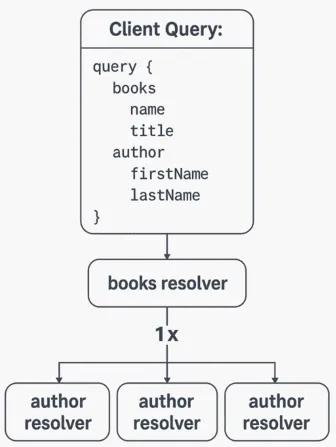 Client Query:
query {
  books
    name
    title
  author
    firstName
    lastName
}
books resolver
1x
author resolver
author resolver
author resolver